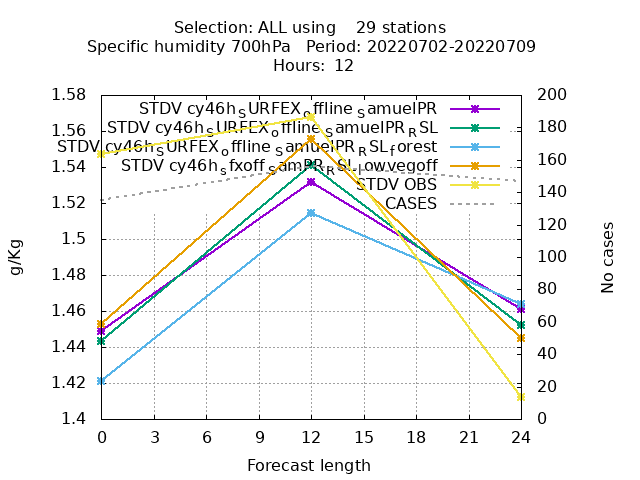 Selection: ALL using 29 stations
Specific humidity 700hPa Period: 20220702-20220709
Hours: 12
1.58
1.56
1.54
1.52
1.5
1.48
1.46
1.44
1.42
1.4
g/Kg
STDV cy46h_SURFEX_offline_samuelPR
STDV cy46h_SURFEX_offline_samuelPR_RSL
STDV cy46h_SURFEX_offline_samuelPR_RSL_forest
STDV cy46h_sfxoff_samPR_RSL_lowvegoff
STDV OBS
CASES
200
180
160
140
120
100
80
60
40
20
0
No cases
0 3 6 9 12 15 18 21 24
Forecast length